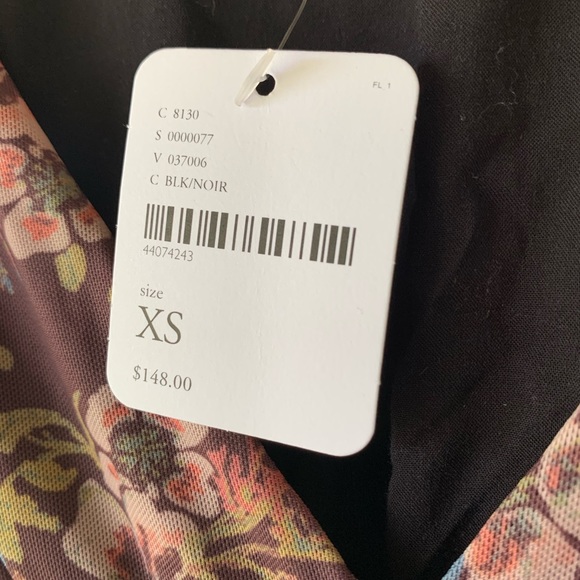 FL 1
C 8130
S 0000077
V 037006
C BLK/NOIR
44074243
size
XS
$148.00